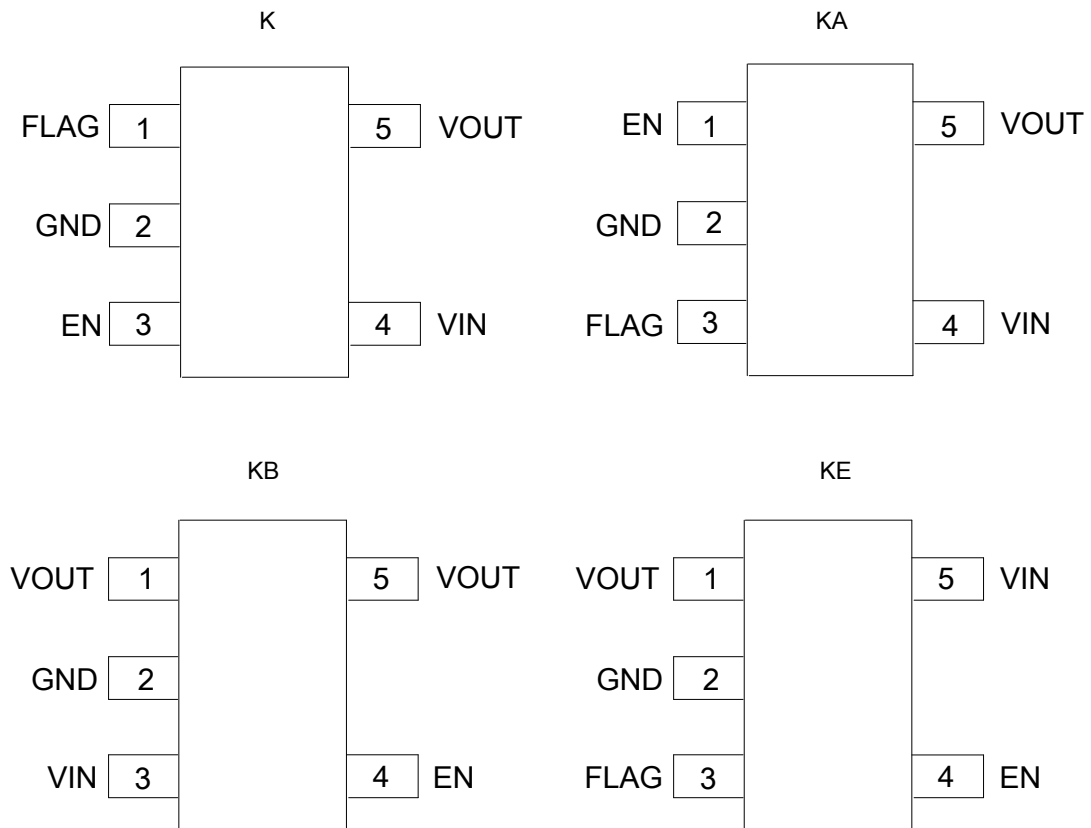 K
FLAG 1 5 VOUT
GND 2
EN 3 4 VIN
KA
EN 1 5 VOUT
GND 2
FLAG 3 4 VIN
KB
VOUT 1 5 VOUT
GND 2
VIN 3 4 EN
KE
VOUT 1 5 VIN
GND 2
FLAG 3 4 EN